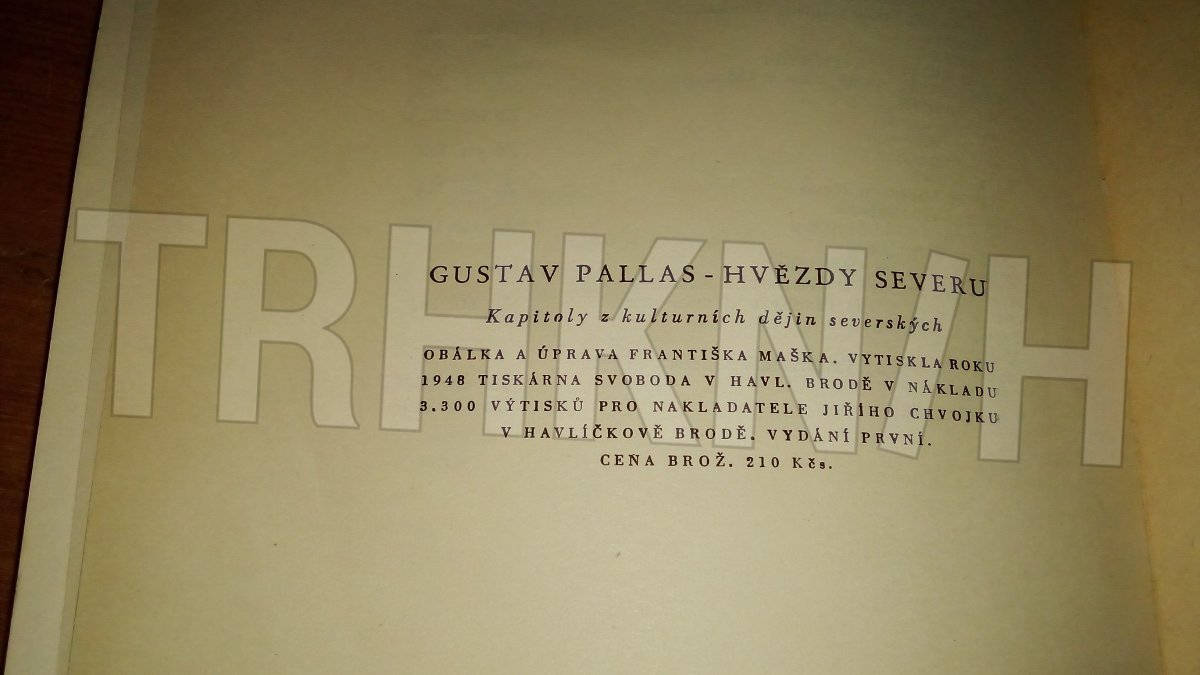 GUSTAV PALLAS - HVĚZDY SEVERU
Kapitoly z kulturních dějin severských
OBÁLKA A ÚPRAVA FRANTIŠKA MAŠKA. VYTISKLA ROKU
1948 TISKÁRNA SVOBODA V HAVL. BRODĚ V NÁKLADU
3.300 VÝTISKŮ PRO NAKLADATELE JIŘÍHO CHVOJKU
V HAVLÍČKOVĚ BRODĚ. VYDÁNÍ PRVNÍ.
CENA BROŽ. 210 Kčs.
TRHKNIH